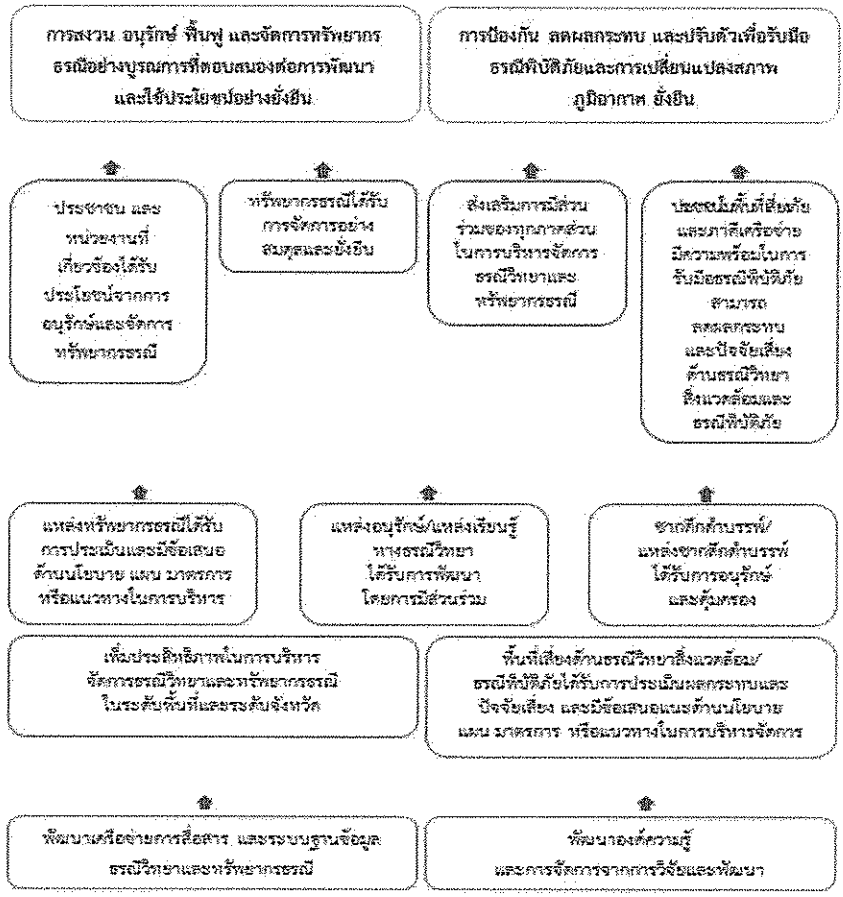 การสงวน อนุรักษ์ ฟื้นฟู และจัดการทรัพยากร
ธรณีอย่างบูรณการที่ตอบสนองต่อการพัฒนา
และใช้ประโยชน์อย่างยั่งยืน
การป้องกัน ลดผลกระทบ และปรับตัวเพื่อรับมือ
ธรณีพิบัติภัยและการเปลี่ยนแปลงสภาพ
ภูมิอากาศ ยั่งยืน
ประชาชน และ
หน่วยงานที่
เกี่ยวข้องได้รับ
ประโยชน์จากการ
อนุรักษ์และจัดการ
ทรัพยากรธรณี
ทรัพยากรธรณีได้รับ
การจัดการอย่าง
สมดุลและยั่งยืน
ส่งเสริมการมีส่วน
ร่วมของทุกภาคส่วน
ในการบริหารจัดการ
ธรณีวิทยาและ
ทรัพยากรธรณี
ประชชนในพื้นที่เสี่ยงภัย
และภาคีเครือข่าย
มีความพร้อมในการ
รับมือธรณีพิบัติภัย
สามารถ
ลดผลกระทบ
และปัจจัยเสี่ยง
ด้านธรณีวิทยา
สิ่งแวดล้อมและ
ธรณีพิบัติภัย
แหล่งทรัพยากรธรณีได้รับ
การประเมินและมีข้อเสนอ
ด้านนโยบาย แผน มาตรการ
หรือแนวทางในการบริหาร
แหล่งอนุรักษ์/แหล่งเรียนรู้
ทางธรณีวิทยา
ได้รับการพัฒนา
โดยการมีส่วนร่วม
ซากดึกดำบรรพ์/
แหล่งซากดึกดำบรรพ์
ได้รับการอนุรักษ์
และคุ้มครอง
เพิ่มประสิทธิภาพในการบริหาร
จัดการธรณีวิทยาและทรัพยากรธรณี
ในระดับพื้นที่และระดับจังหวัด
พื้นที่เสี่ยงด้านธรณีวิทยาสิ่งแวดล้อม/
ธรณีพิบัติภัยได้รับการประเมินผลกระทบและ
ปัจจัยเสี่ยง และมีข้อเสนอแนะด้านนโยบาย
แผน มาตรการ หรือแนวทางในการบริหารจัดการ
พัฒนาเครือข่ายการสื่อสาร และระบบฐานข้อมูล
ธรณีวิทยาและทรัพยากรธรณี
พัฒนาองค์ความรู้
และการจัดการจากการวิจัยและพัฒนา